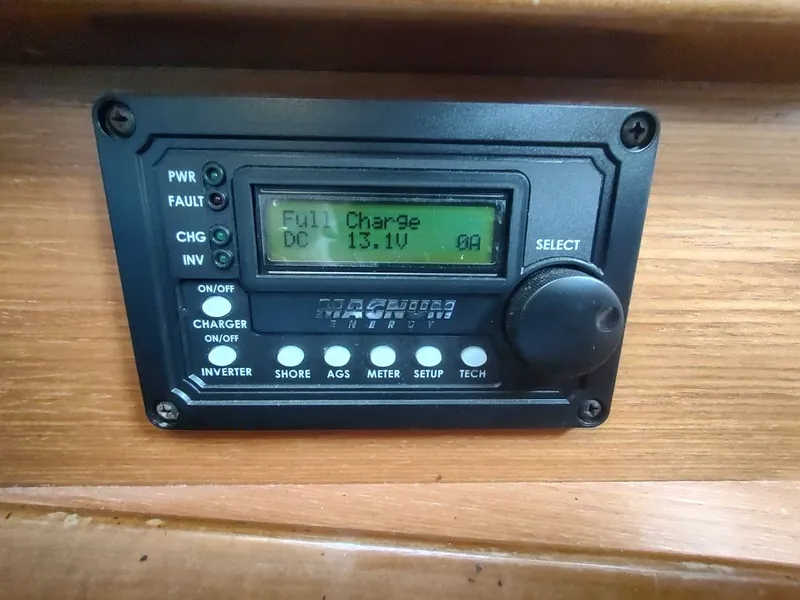 PWR
FAULT
CHG
INV
Full Charge
DC 13.1V 0A
SELECT
ON/OFF
CHARGER
ON/OFF
INVERTER
MAGNUM
ENERGY
SHORE AGS METER SETUP TECH